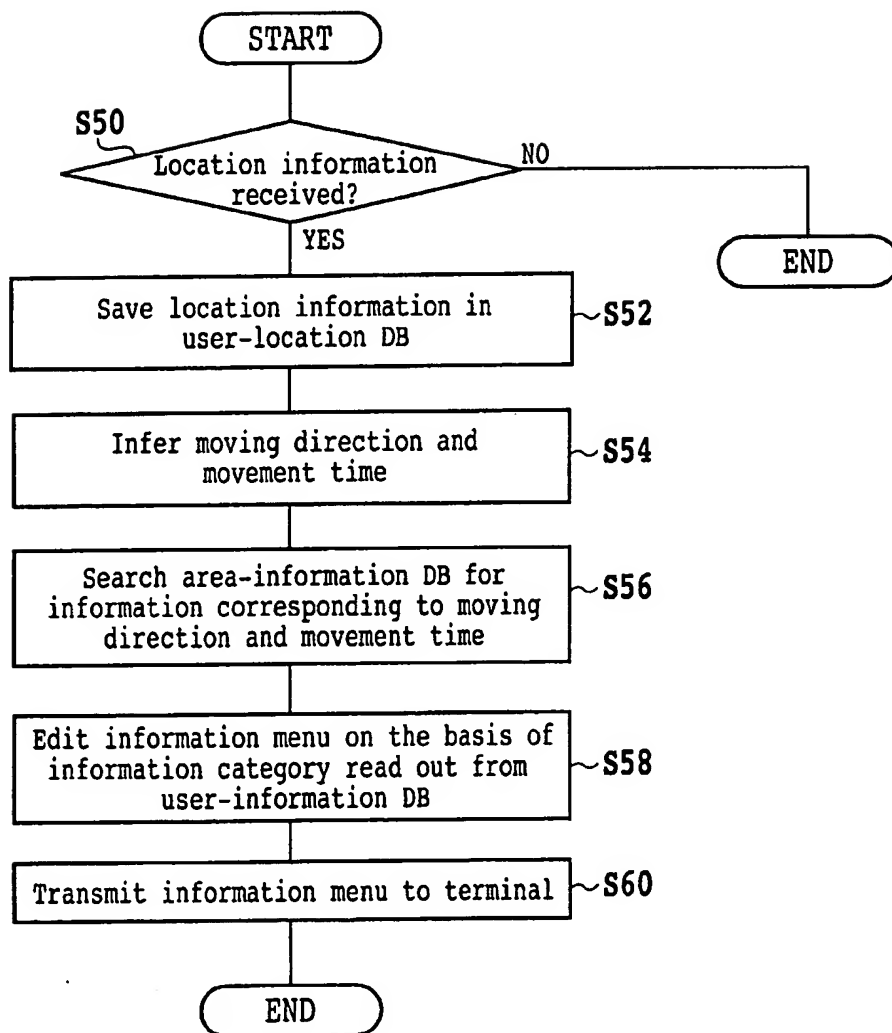 START
S50
Location information
received?
NO
YES
END
Save location information in
user-location DB
S52
Infer moving direction and
movement time
S54
Search area-information DB for
information corresponding to moving
direction and movement time
S56
Edit information menu on the basis of
information category read out from
user-information DB
S58
Transmit information menu to terminal
S60
END